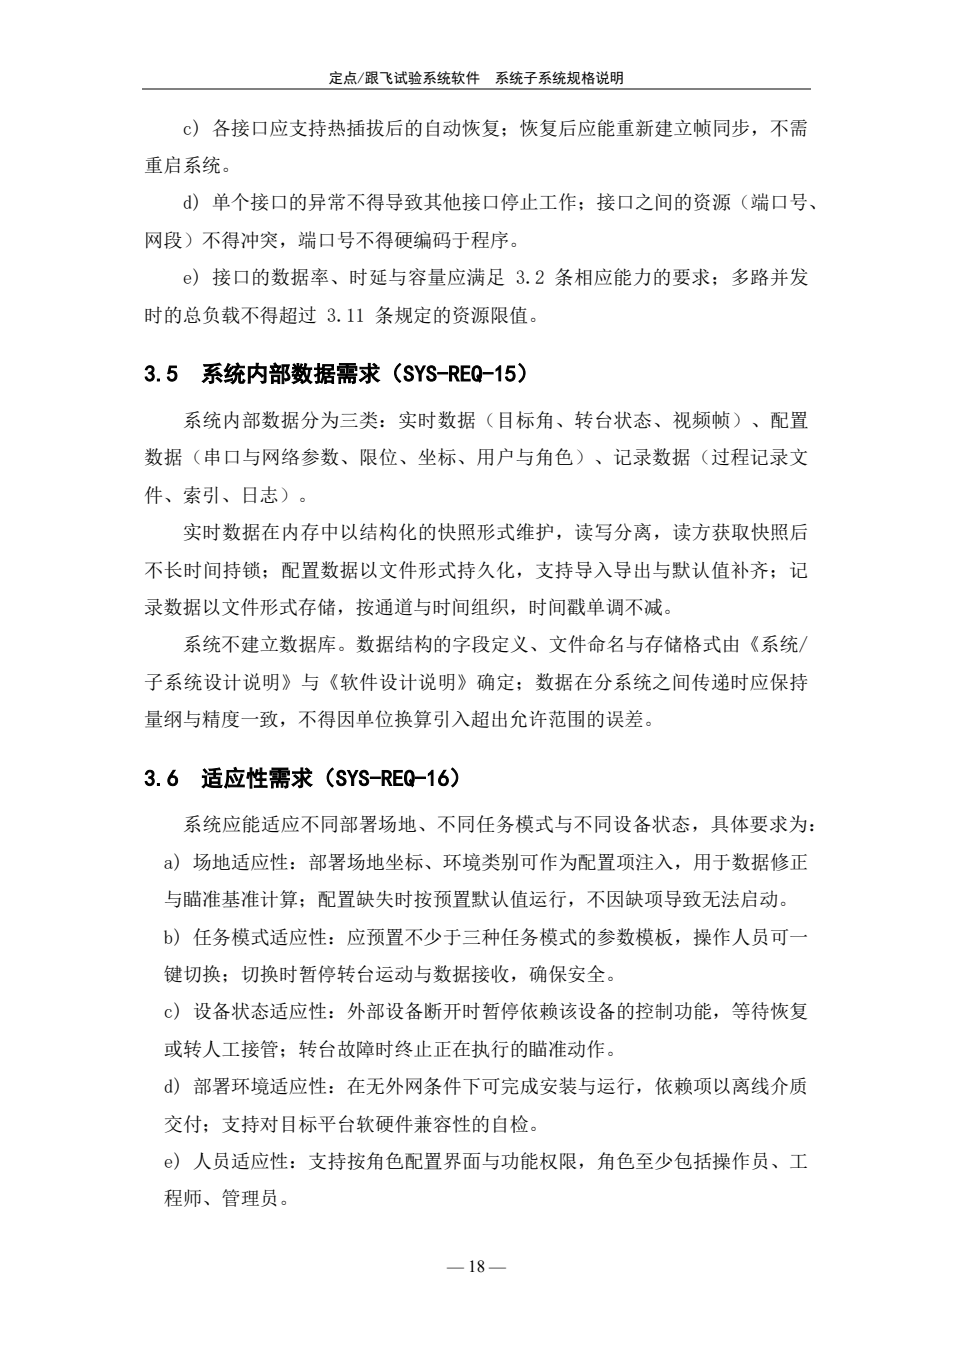 定点/跟飞试验系统软件　系统子系统规格说明
c) 各接口应支持热插拔后的自动恢复；恢复后应能重新建立帧同步，不需
重启系统。
d) 单个接口的异常不得导致其他接口停止工作；接口之间的资源（端口号、
网段）不得冲突，端口号不得硬编码于程序。
e) 接口的数据率、时延与容量应满足 3.2 条相应能力的要求；多路并发
时的总负载不得超过 3.11 条规定的资源限值。
3.5 系统内部数据需求（SYS-REQ-15）
系统内部数据分为三类：实时数据（目标角、转台状态、视频帧）、配置
数据（串口与网络参数、限位、坐标、用户与角色）、记录数据（过程记录文
件、索引、日志）。
实时数据在内存中以结构化的快照形式维护，读写分离，读方获取快照后
不长时间持锁；配置数据以文件形式持久化，支持导入导出与默认值补齐；记
录数据以文件形式存储，按通道与时间组织，时间戳单调不减。
系统不建立数据库。数据结构的字段定义、文件命名与存储格式由《系统/
子系统设计说明》与《软件设计说明》确定；数据在分系统之间传递时应保持
量纲与精度一致，不得因单位换算引入超出允许范围的误差。
3.6 适应性需求（SYS-REQ-16）
系统应能适应不同部署场地、不同任务模式与不同设备状态，具体要求为：
a) 场地适应性：部署场地坐标、环境类别可作为配置项注入，用于数据修正
与瞄准基准计算；配置缺失时按预置默认值运行，不因缺项导致无法启动。
b) 任务模式适应性：应预置不少于三种任务模式的参数模板，操作人员可一
键切换；切换时暂停转台运动与数据接收，确保安全。
c) 设备状态适应性：外部设备断开时暂停依赖该设备的控制功能，等待恢复
或转人工接管；转台故障时终止正在执行的瞄准动作。
d) 部署环境适应性：在无外网条件下可完成安装与运行，依赖项以离线介质
交付；支持对目标平台软硬件兼容性的自检。
e) 人员适应性：支持按角色配置界面与功能权限，角色至少包括操作员、工
程师、管理员。
— 18 —